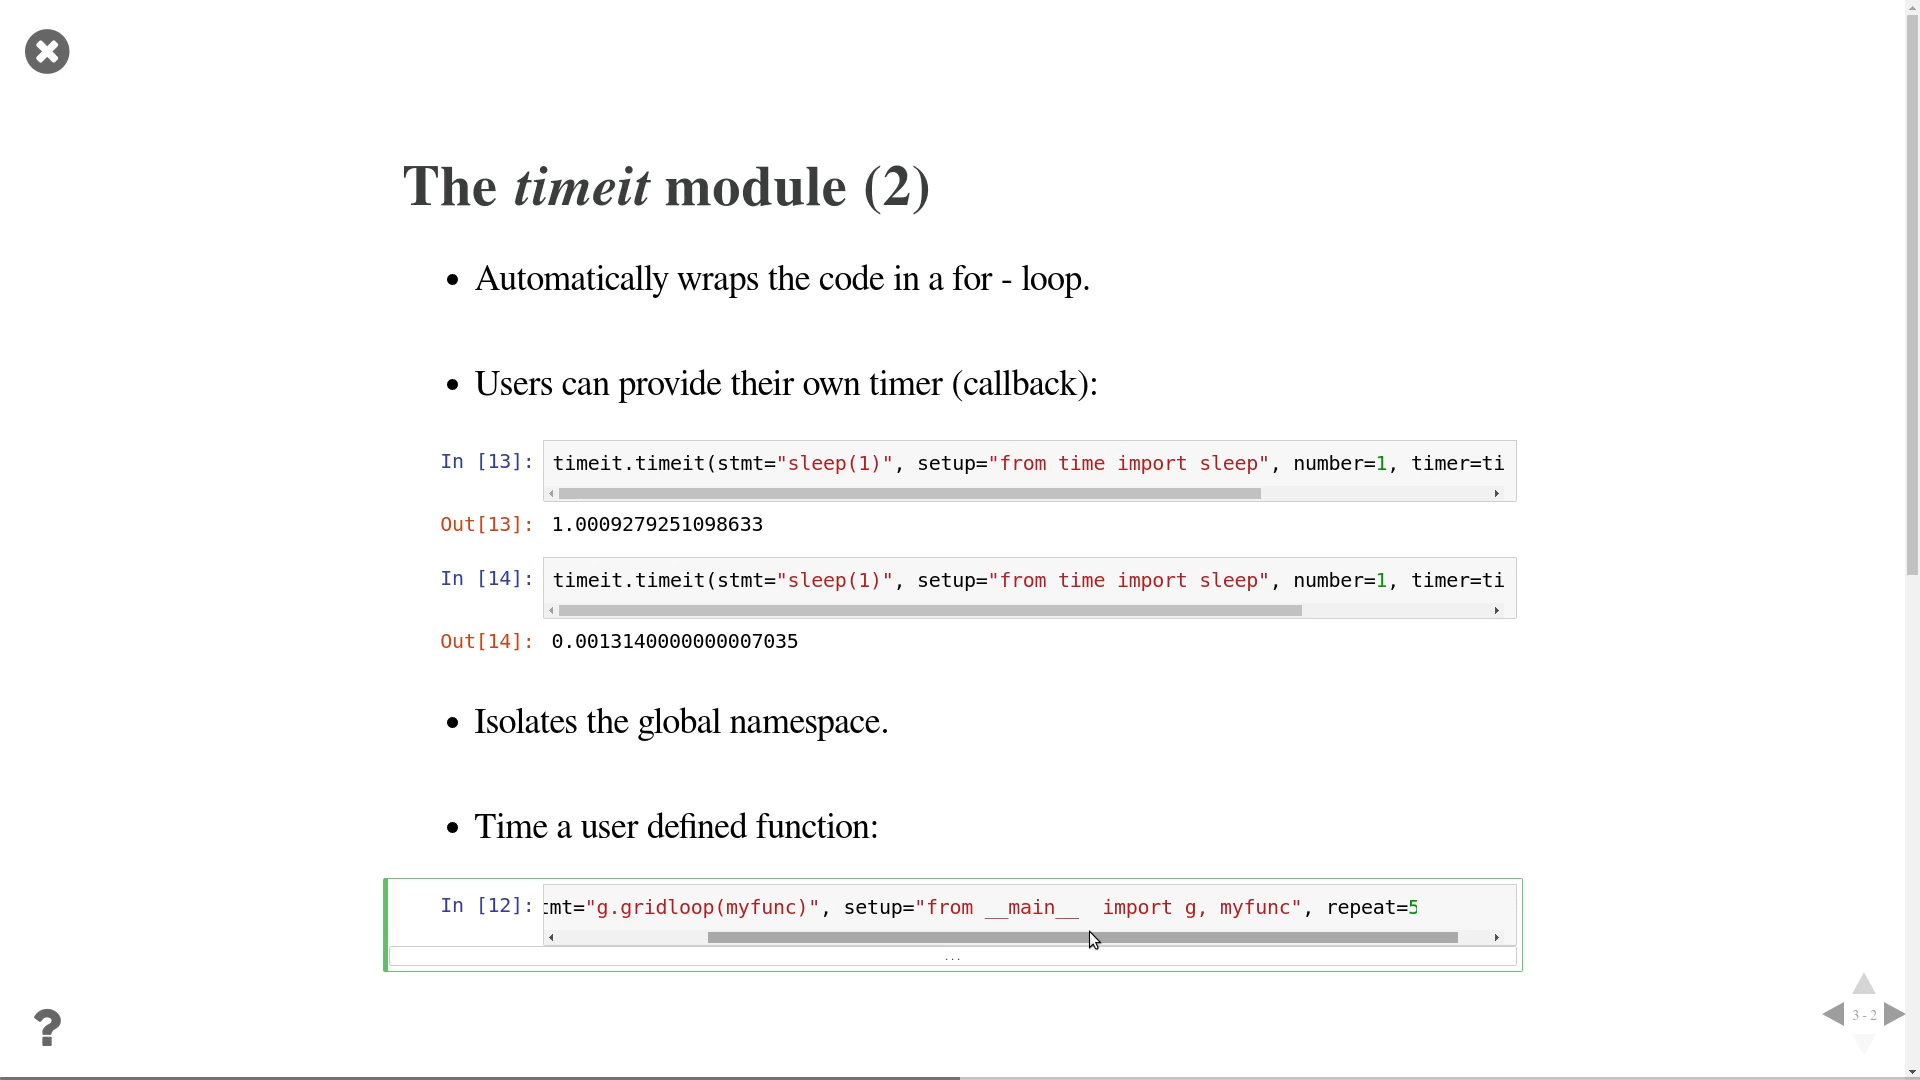 The timeit module (2)
• Automatically wraps the code in a for - loop.
• Users can provide their own timer (callback):
In [13]: timeit.timeit(stmt="sleep(1)", setup="from time import sleep", number=1, timer=ti
Out[13]: 1.0009279251098633
In [14]: timeit.timeit(stmt="sleep(1)", setup="from time import sleep", number=1, timer=ti
Out[14]: 0.0013140000000007035
• Isolates the global namespace.
• Time a user defined function:
In [12]: tmt="g.gridloop(myfunc)", setup="from __main__  import g, myfunc", repeat=5
...
?
3 - 2